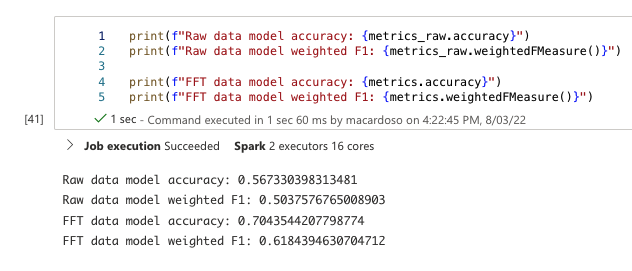 1 print(f"Raw data model accuracy: {metrics_raw.accuracy}")
2 print(f"Raw data model weighted F1: {metrics_raw.weightedFMeasure()}")
3
4 print(f"FFT data model accuracy: {metrics.accuracy}")
5 print(f"FFT data model weighted F1: {metrics.weightedFMeasure()}")
[41] 1 sec - Command executed in 1 sec 60 ms by macardoso on 4:22:45 PM, 8/03/22
Job execution Succeeded Spark 2 executors 16 cores
Raw data model accuracy: 0.567330398313481
Raw data model weighted F1: 0.5037576765008903
FFT data model accuracy: 0.7043544207798774
FFT data model weighted F1: 0.6184394630704712